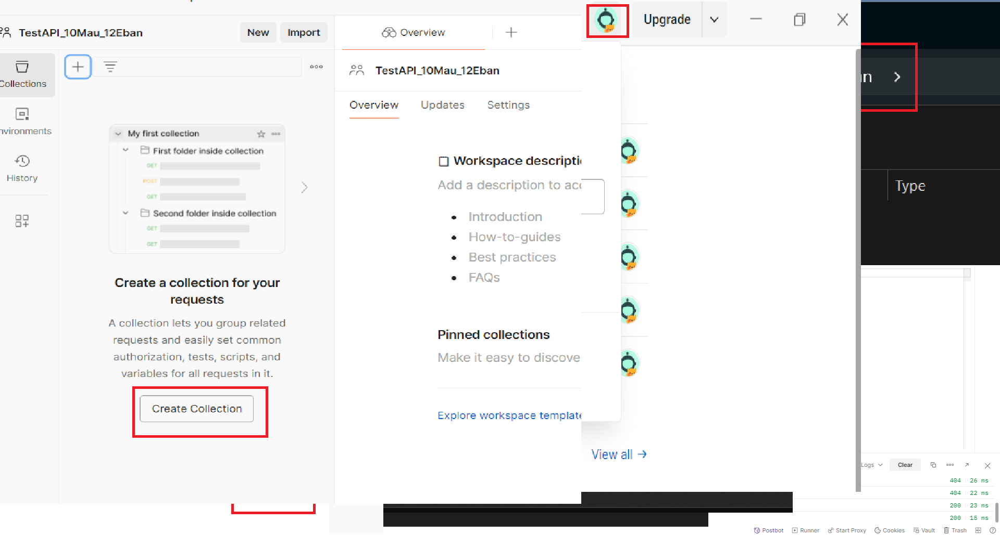 TestAPI_10Mau_12Eban
New
Import
Collections
nvironments
History
My first collection
First folder inside collection
GET
POST
GET
Second folder inside collection
GET
GET
Create a collection for your
requests
A collection lets you group related
requests and easily set common
authorization, tests, scripts, and
variables for all requests in it.
Create Collection
Overview
TestAPI_10Mau_12Eban
Overview
Updates
Settings
Workspace descripti
Add a description to
Introduction
How-to-guides
Best practices
FAQs
Pinned collections
Make it easy to discove
Explore workspace template
Upgrade
View all →
in
Type
Logs
Clear
404 26 ms
404 22 ms
200 23 ms
200 15 ms
Postbot
Runner
Start Proxy
Cookies
Vault
Trash